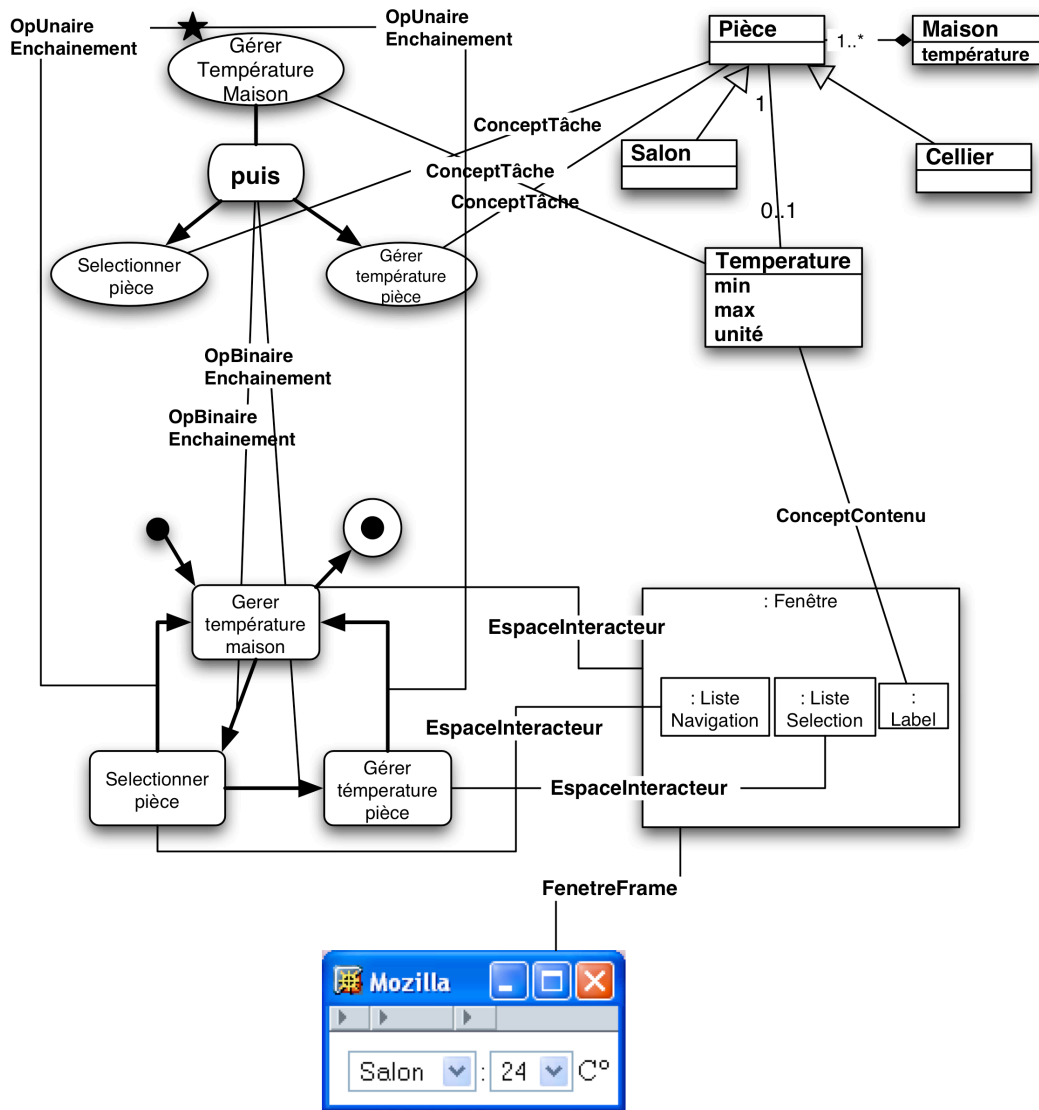 OpUnaire
Enchainement
OpUnaire
Enchainement
Gérer
Température
Maison
Pièce
1..*
Maison
température
puis
ConceptTâche
ConceptTâche
ConceptTâche
1
Salon
Cellier
0..1
Selectionner
pièce
Gérer
température
pièce
Temperature
min
max
unité
OpBinaire
Enchainement
OpBinaire
Enchainement
ConceptContenu
Gerer
température
maison
: Fenêtre
EspaceInteracteur
: Liste
Navigation
: Liste
Selection
:
Label
EspaceInteracteur
Selectionner
pièce
Gérer
témperature
pièce
EspaceInteracteur
FenetreFrame
Mozilla
Salon : 24 C°